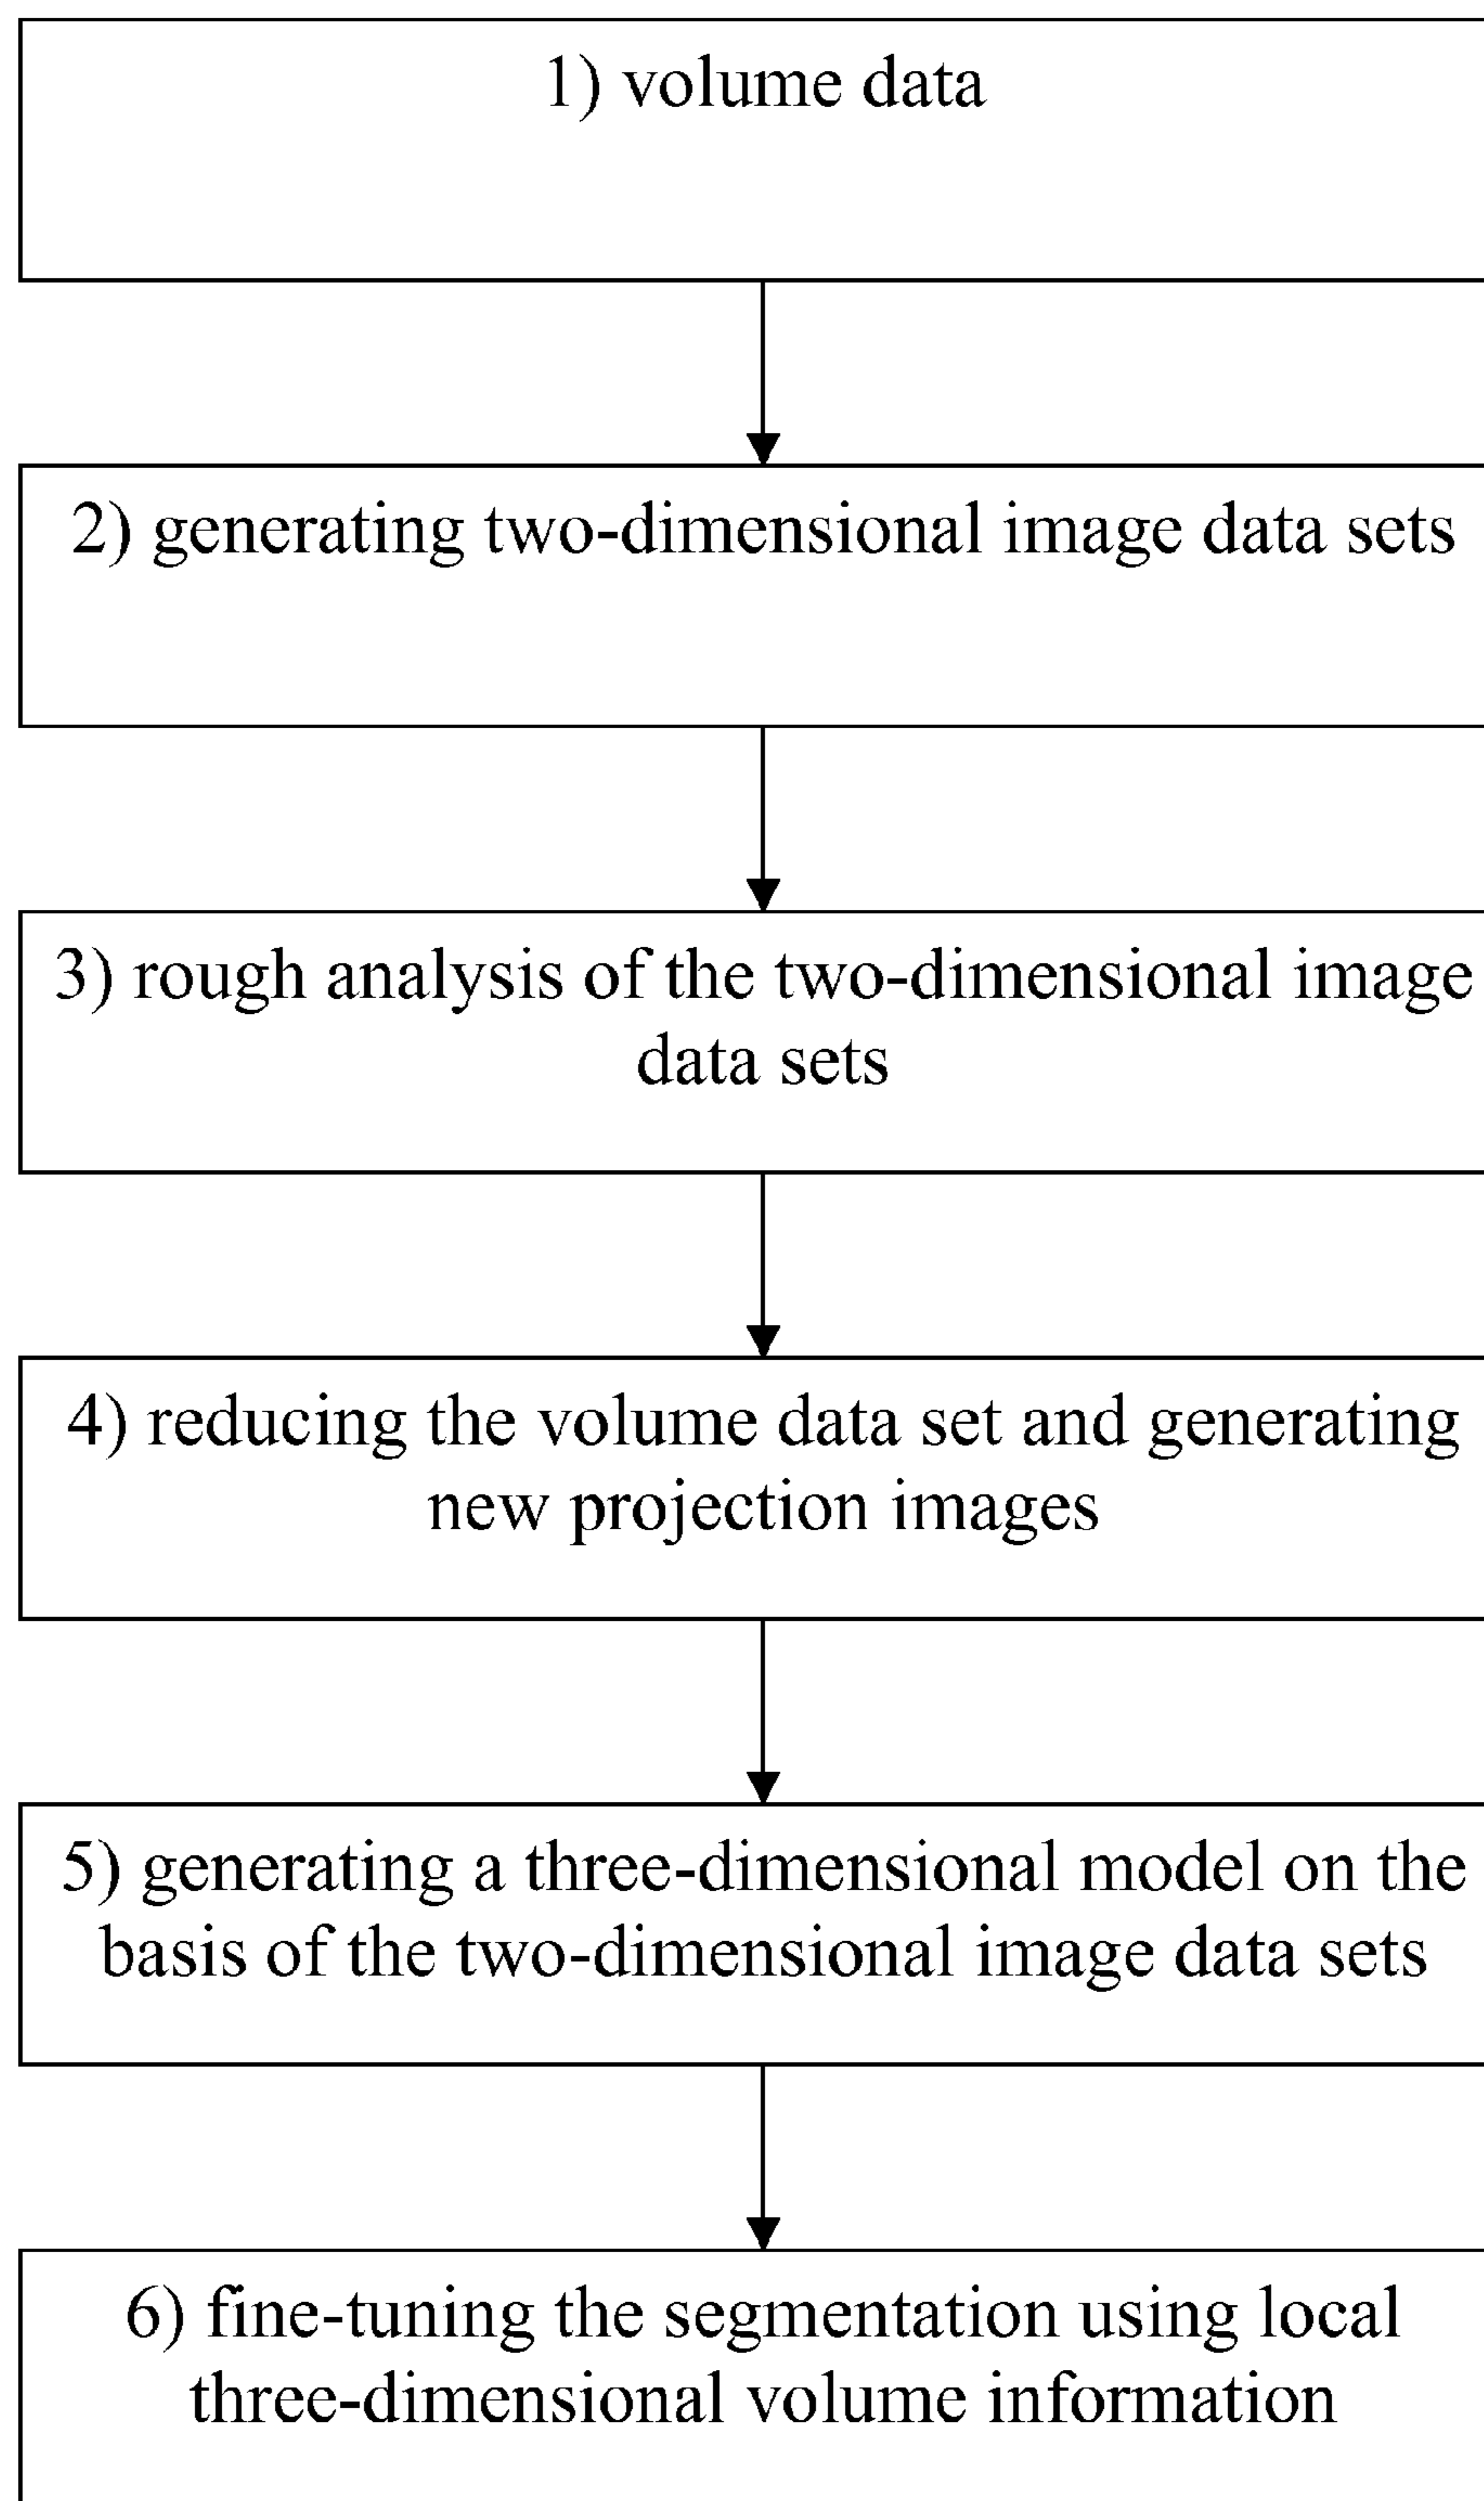 1) volume data
2) generating two-dimensional image data sets
3) rough analysis of the two-dimensional image
data sets
4) reducing the volume data set and generating
new projection images
5) generating a three-dimensional model on the
basis of the two-dimensional image data sets
6) fine-tuning the segmentation using local
three-dimensional volume information